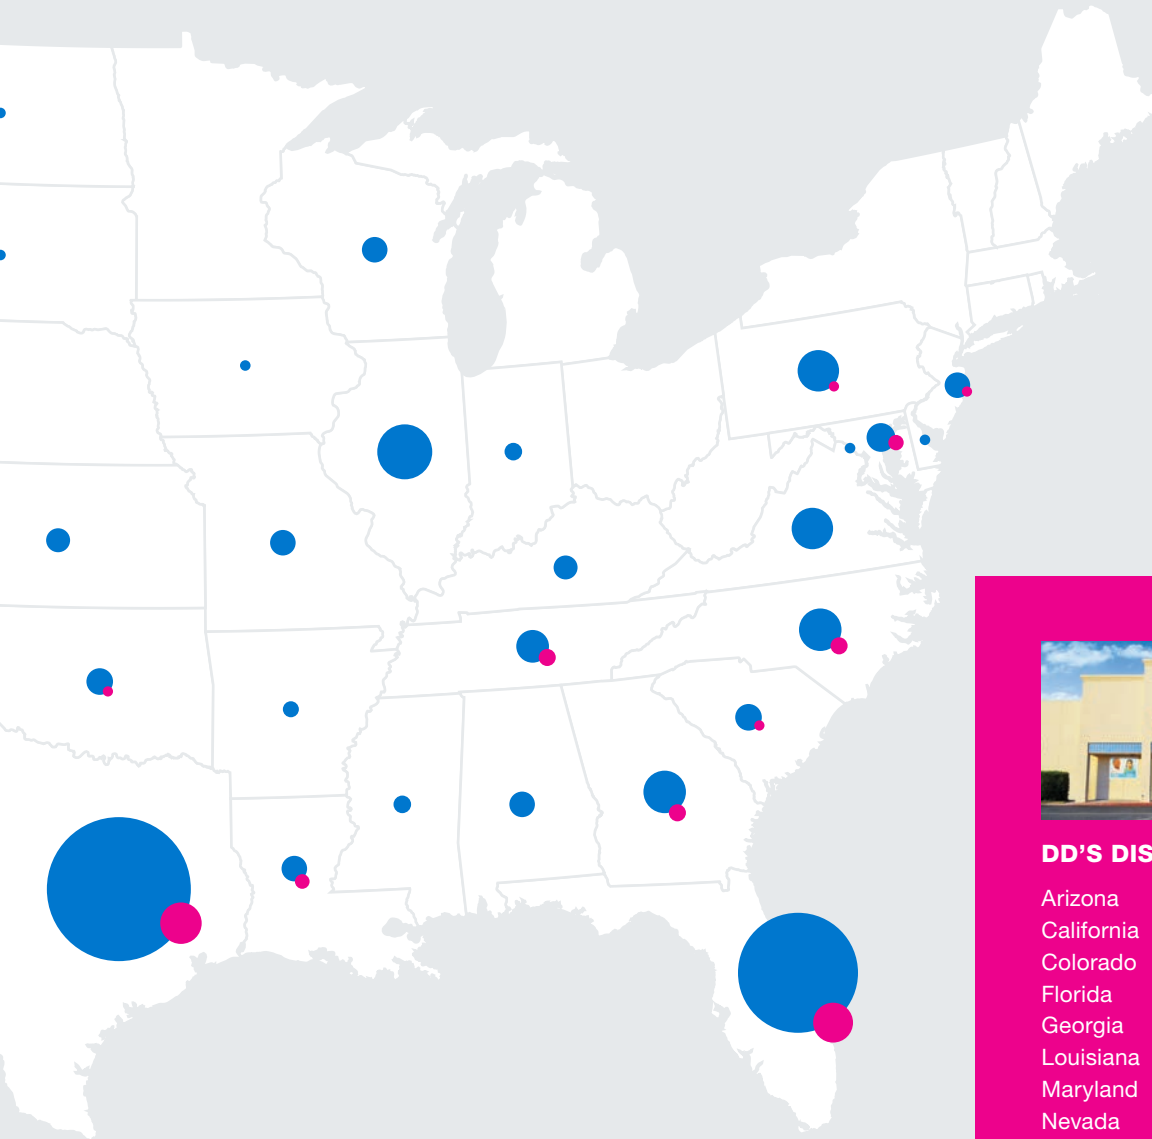 DD'S DIS
Arizona
California
Colorado
Florida
Georgia
Louisiana
Maryland
Nevada